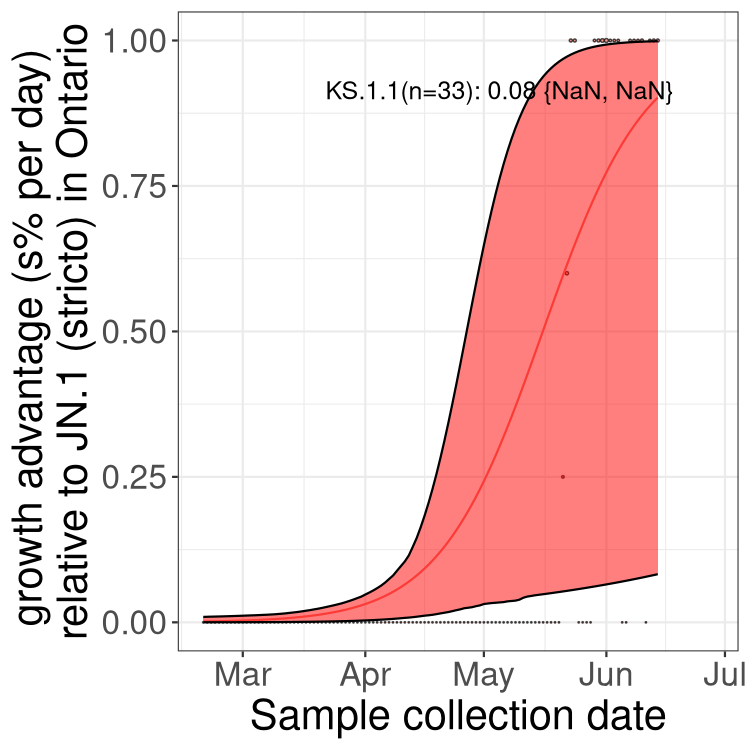 growth advantage (s% per day)
relative to JN.1 (stricto) in Ontario
1.00
0.75
0.50
0.25
0.00
KS.1.1(n=33): 0.08 {NaN, NaN}
Mar Apr May Jun Jul
Sample collection date